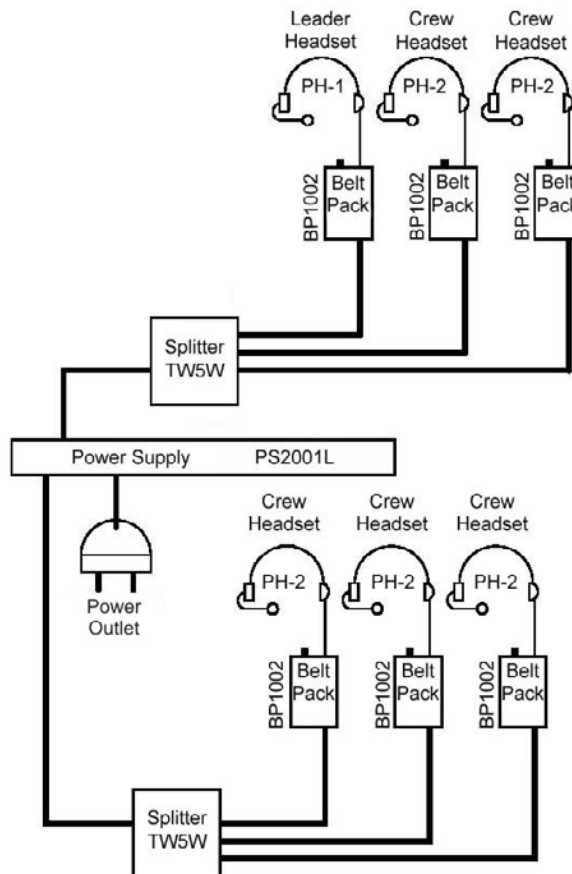 Leader
Headset
Crew
Headset
Crew
Headset
PH-1
PH-2
PH-2
BP1002
Belt
Pack
BP1002
Belt
Pack
BP1002
Belt
Pack
Splitter
TW5W
Power Supply PS2001L
Power
Outlet
Crew
Headset
Crew
Headset
Crew
Headset
PH-2
PH-2
PH-2
BP1002
Belt
Pack
BP1002
Belt
Pack
BP1002
Belt
Pack
Splitter
TW5W